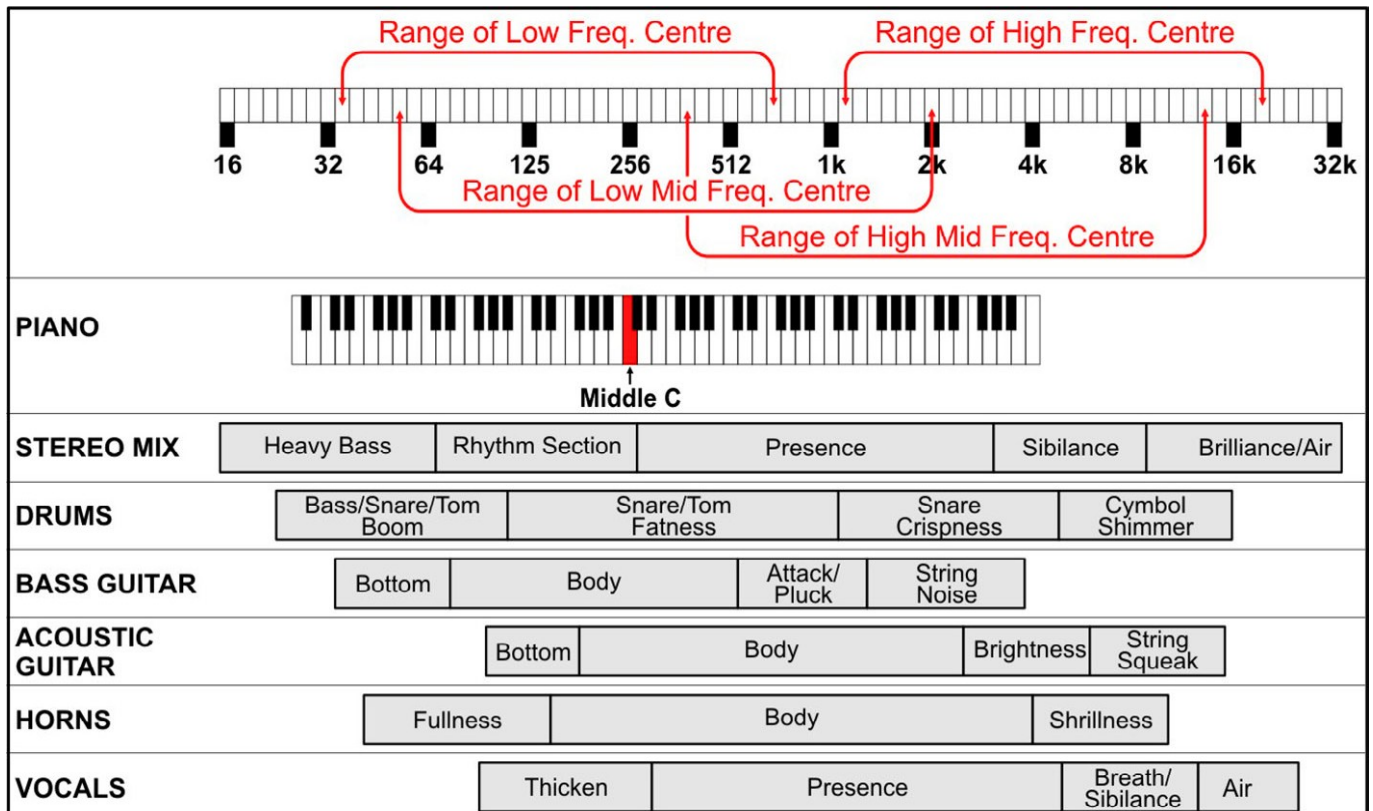 Range of Low Freq. Centre Range of High Freq. Centre
16 32 64 125 256 512 1k 2k 4k 8k 16k 32k
Range of Low Mid Freq. Centre
Range of High Mid Freq. Centre
PIANO
Middle C
STEREO MIX Heavy Bass Rhythm Section Presence Sibilance Brilliance/Air
DRUMS
Bass/Snare/Tom
Boom
Snare/Tom
Fatness
Snare
Crispness
Cymbol
Shimmer
BASS GUITAR
Bottom
Body
Attack/
Pluck
String
Noise
ACOUSTIC
GUITAR
Bottom
Body
Brightness
String
Squeak
HORNS Fullness Body Shrillness
VOCALS
Thicken
Presence
Breath/
Sibilance
Air